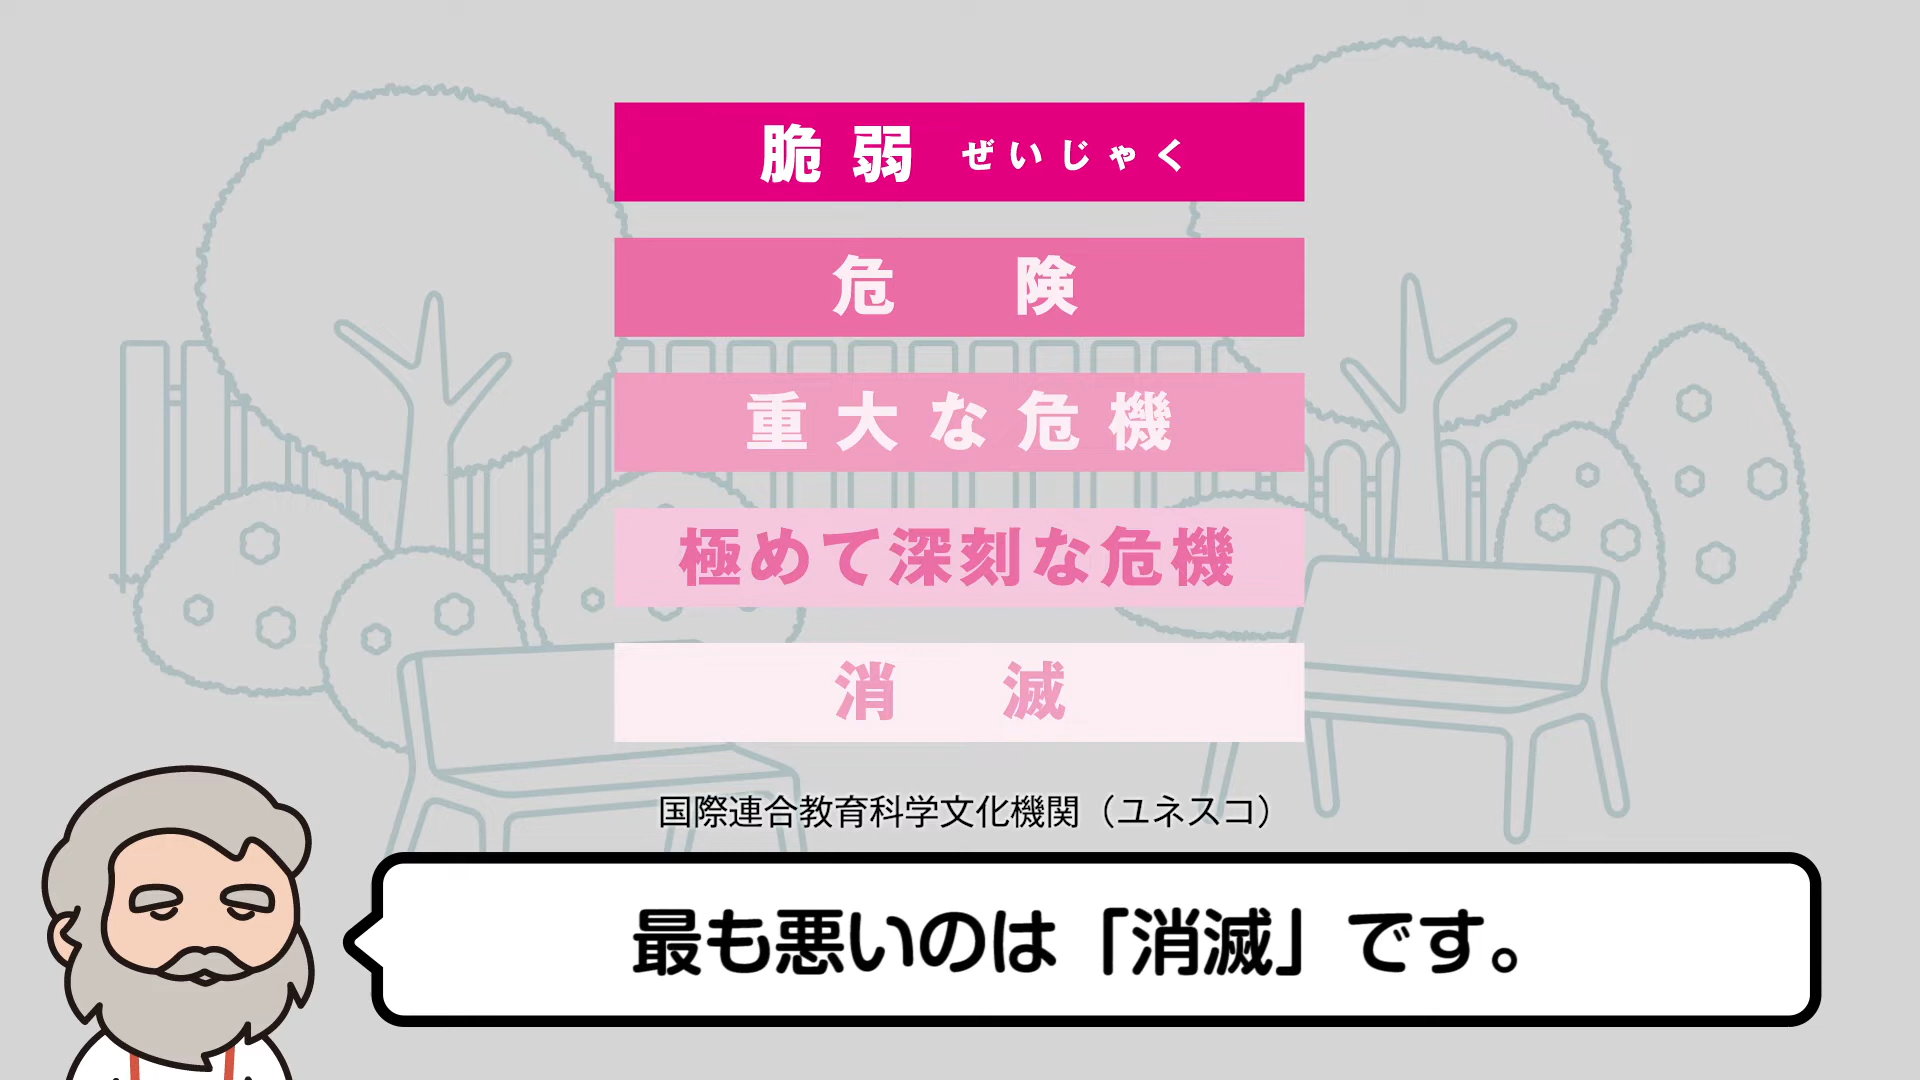 脆弱 ぜいじゃく
危険
重大な危機
極めて深刻な危機
消滅
国際連合教育科学文化機関（ユネスコ）
最も悪いのは「消滅」です。